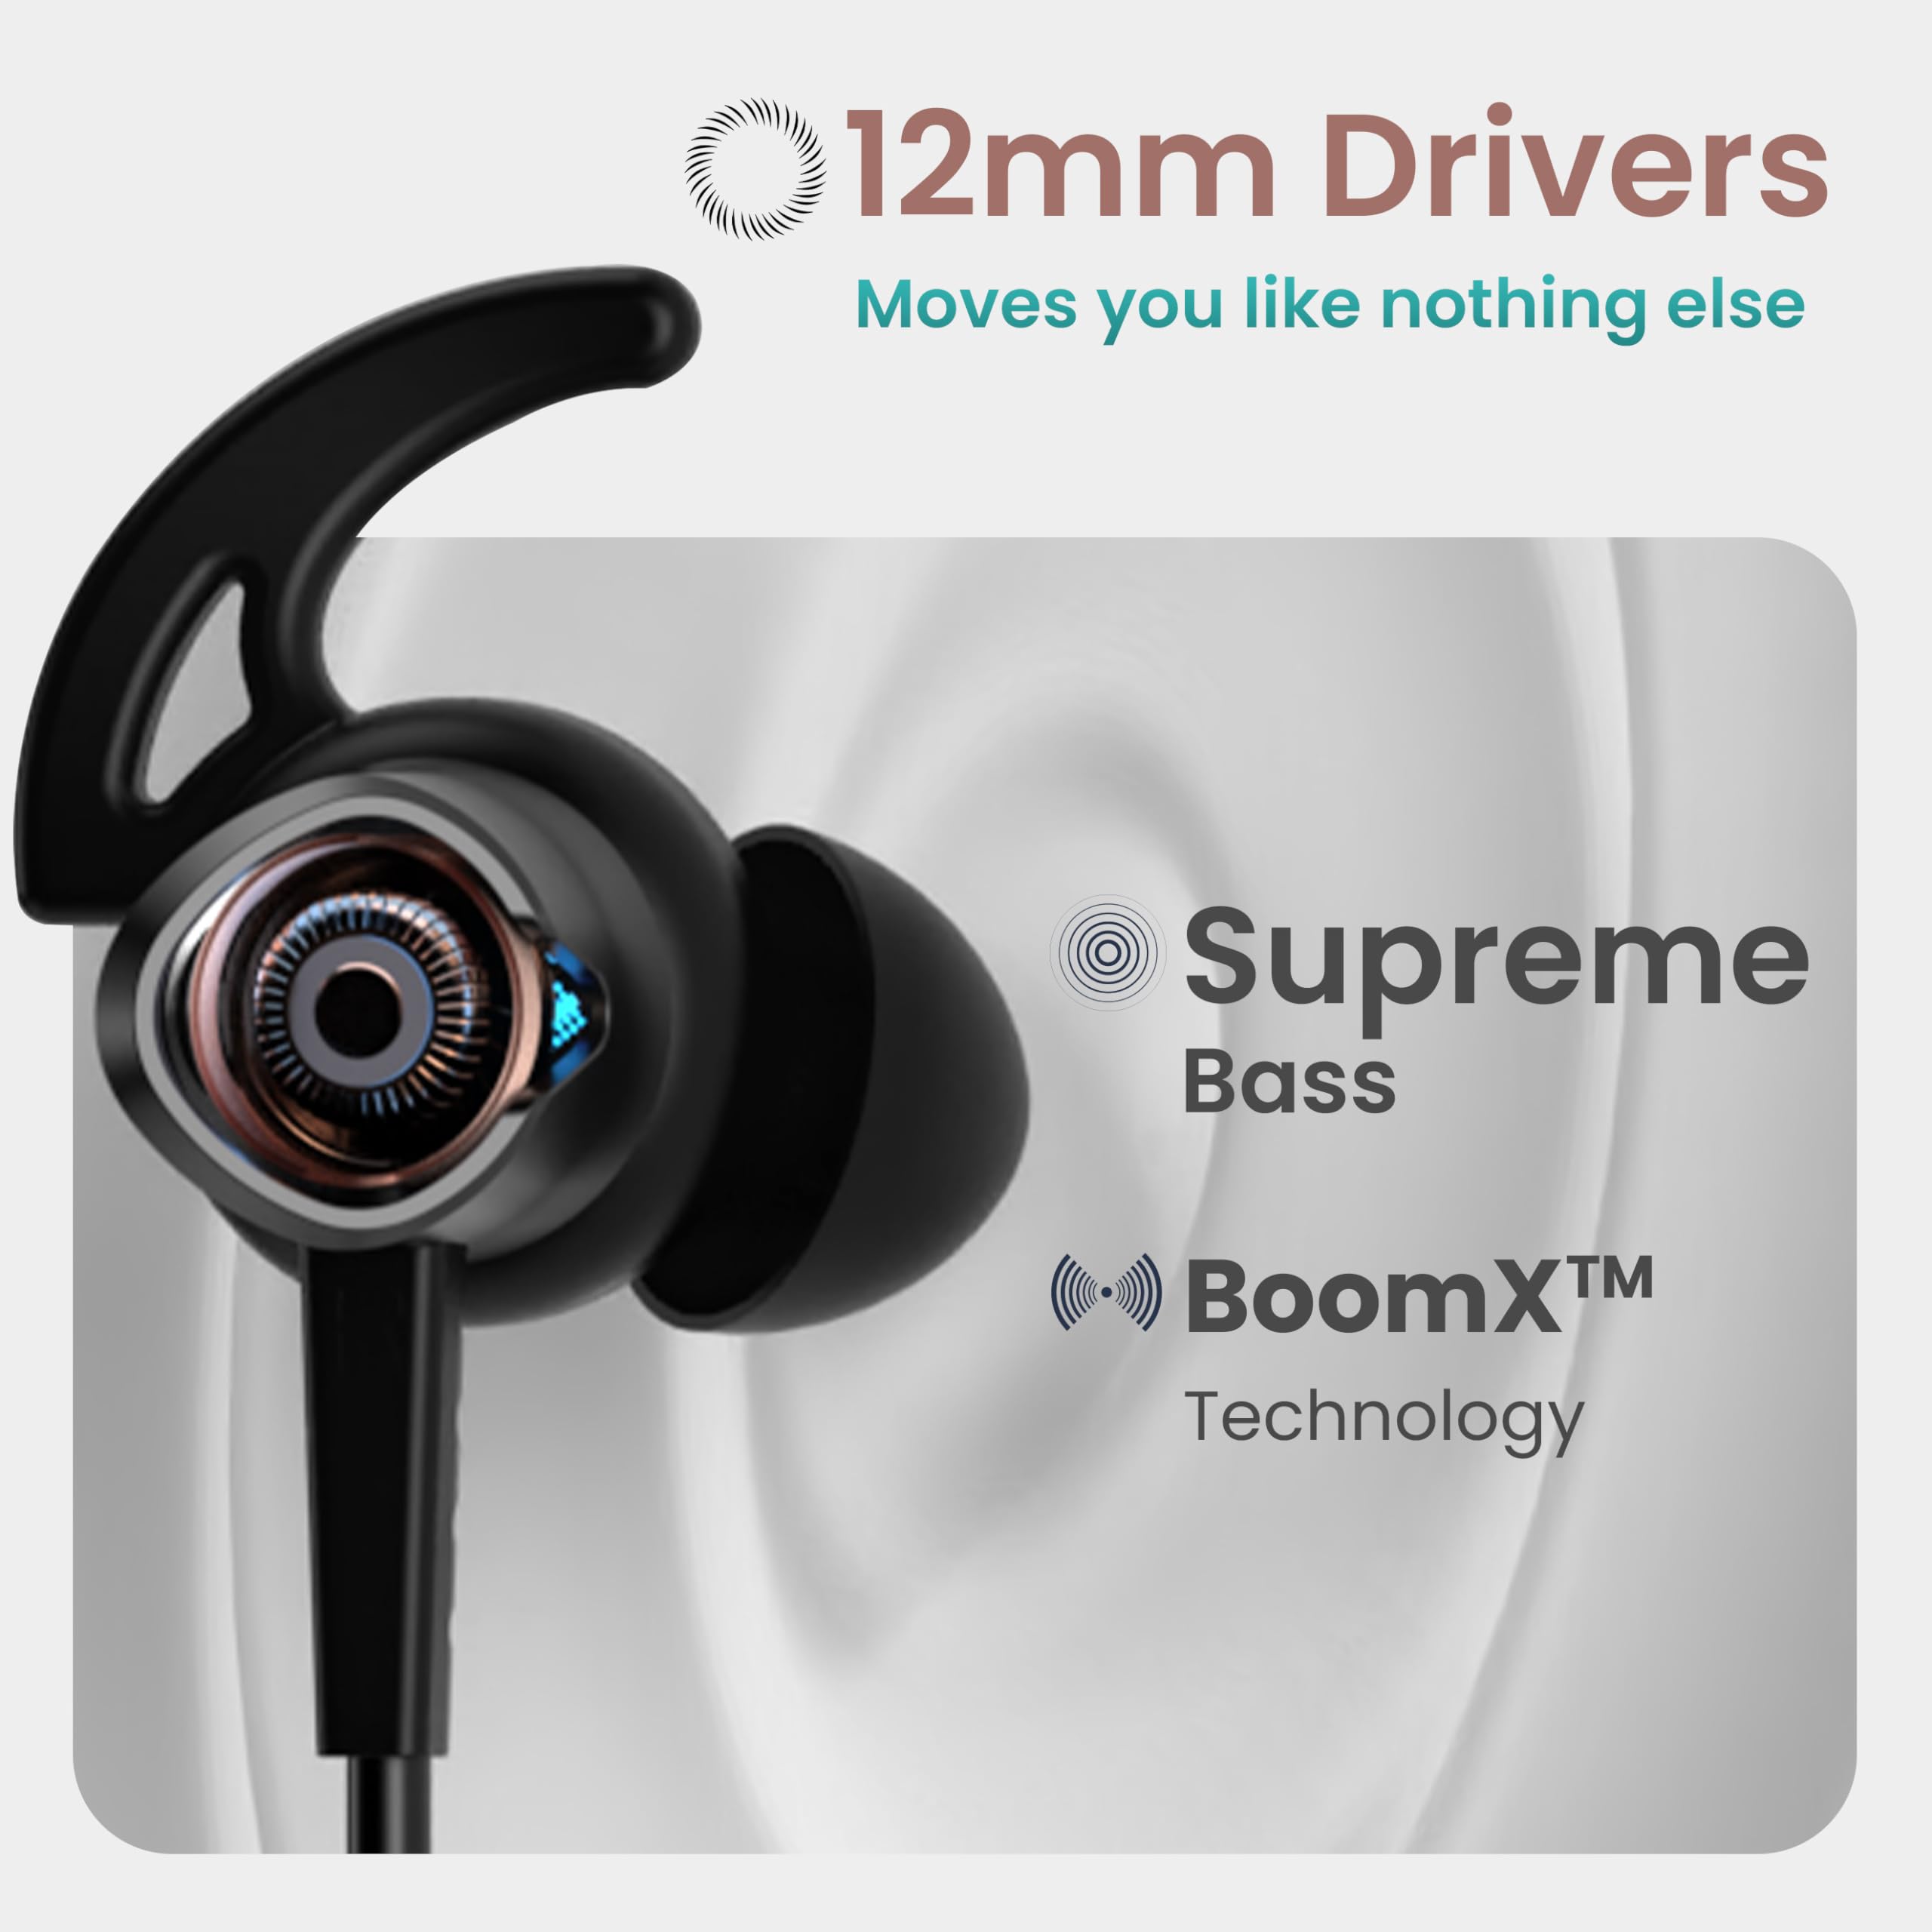 12mm Drivers
Moves you like nothing else
Supreme
Bass
BoomX™
Technology